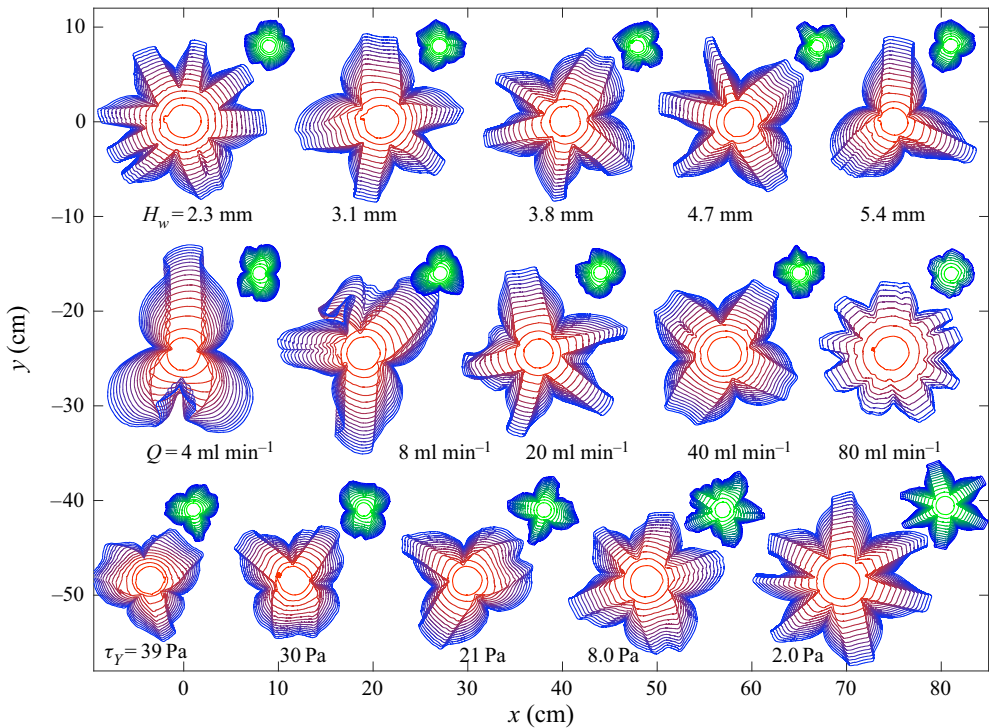 10
0
−10
−20
−30
−40
−50
y (cm)
H_w = 2.3 mm
3.1 mm
3.8 mm
4.7 mm
5.4 mm
Q = 4 ml min⁻¹
8 ml min⁻¹
20 ml min⁻¹
40 ml min⁻¹
80 ml min⁻¹
τ_Y = 39 Pa
30 Pa
21 Pa
8.0 Pa
2.0 Pa
0 10 20 30 40 50 60 70 80
x (cm)